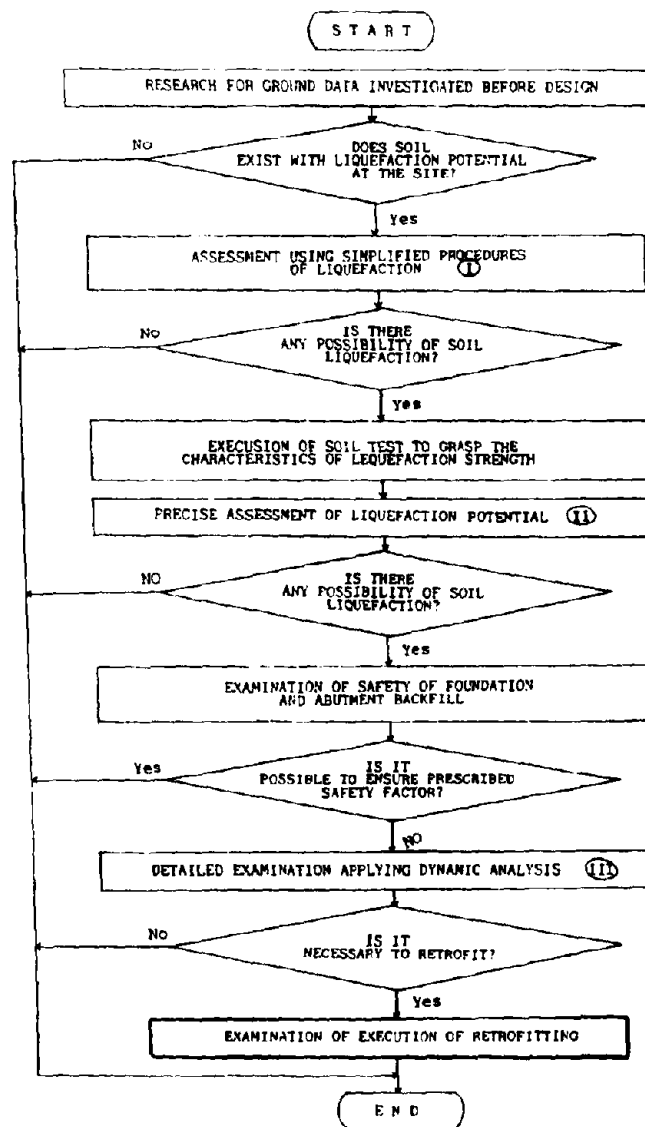 S T A R T
RESEARCH FOR GROUND DATA INVESTIGATED BEFORE DESIGN
No
DOES SOIL
EXIST WITH LIQUEFACTION POTENTIAL
AT THE SITE?
Yes
ASSESSMENT USING SIMPLIFIED PROCEDURES
OF LIQUEFACTION I
No
IS THERE
ANY POSSIBILITY OF SOIL
LIQUEFACTION?
Yes
EXECUSION OF SOIL TEST TO GRASP THE
CHARACTERISTICS OF LEQUEFACTION STRENGTH
PRECISE ASSESSMENT OF LIQUEFACTION POTENTIAL II
NO
IS THERE
ANY POSSIBILITY OF SOIL
LIQUEFACTION?
Yes
EXAMINATION OF SAFETY OF FOUNDATION
AND ABUTMENT BACKFILL
Yes
IS IT
POSSIBLE TO ENSURE PRESCRIBED
SAFETY FACTOR?
NO
DETAILED EXAMINATION APPLYING DYNAMIC ANALYSIS III
No
IS IT
NECESSARY TO RETROFIT?
Yes
EXAMINATION OF EXECUTION OF RETROFITTING
E N D